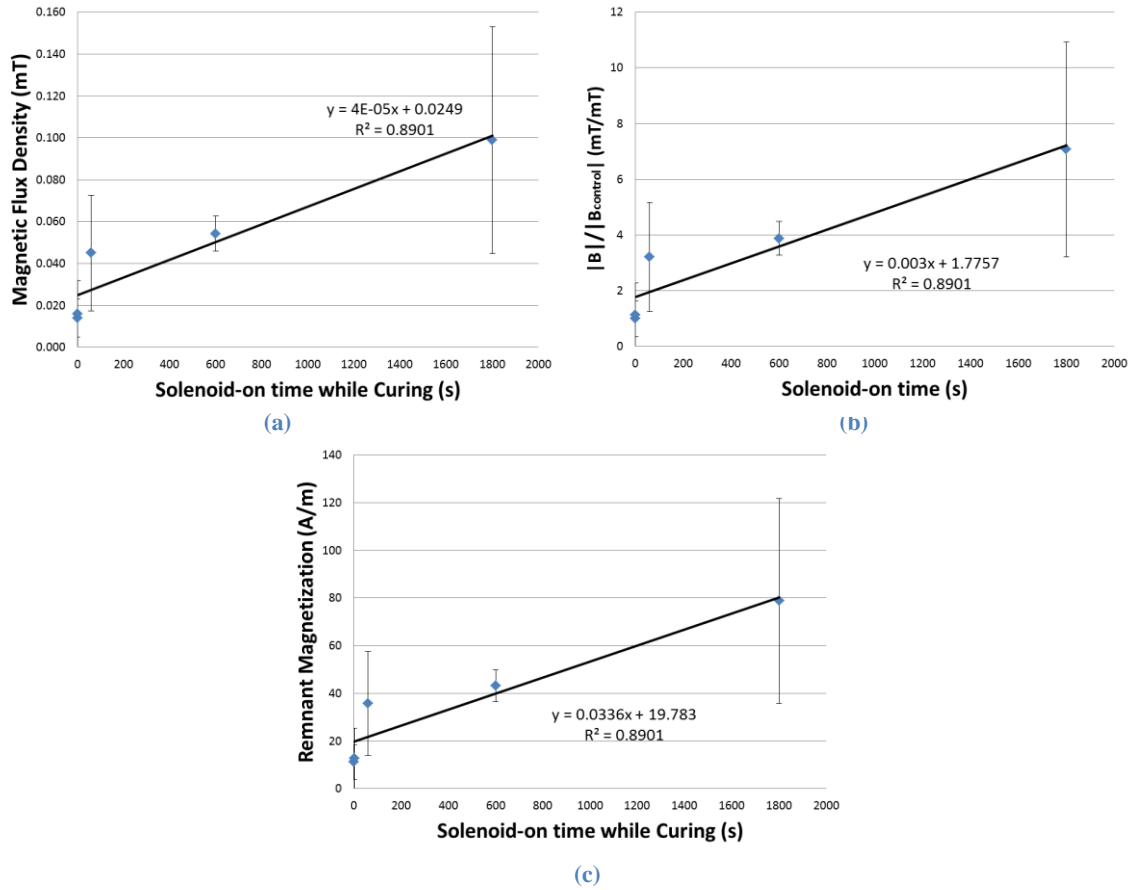 Magnetic Flux Density (mT)
0.160
0.140
0.120
0.100
0.080
0.060
0.040
0.020
0.000
y = 4E-05x + 0.0249
R² = 0.8901
0 200 400 600 800 1000 1200 1400 1600 1800 2000
Solenoid-on time while Curing (s)
(a)
|B|/|Bcontrol| (mT/mT)
12
10
8
6
4
2
0
y = 0.003x + 1.7757
R² = 0.8901
0 200 400 600 800 1000 1200 1400 1600 1800 2000
Solenoid-on time (s)
(b)
Remnant Magnetization (A/m)
140
120
100
80
60
40
20
0
y = 0.0336x + 19.783
R² = 0.8901
0 200 400 600 800 1000 1200 1400 1600 1800 2000
Solenoid-on time while Curing (s)
(c)